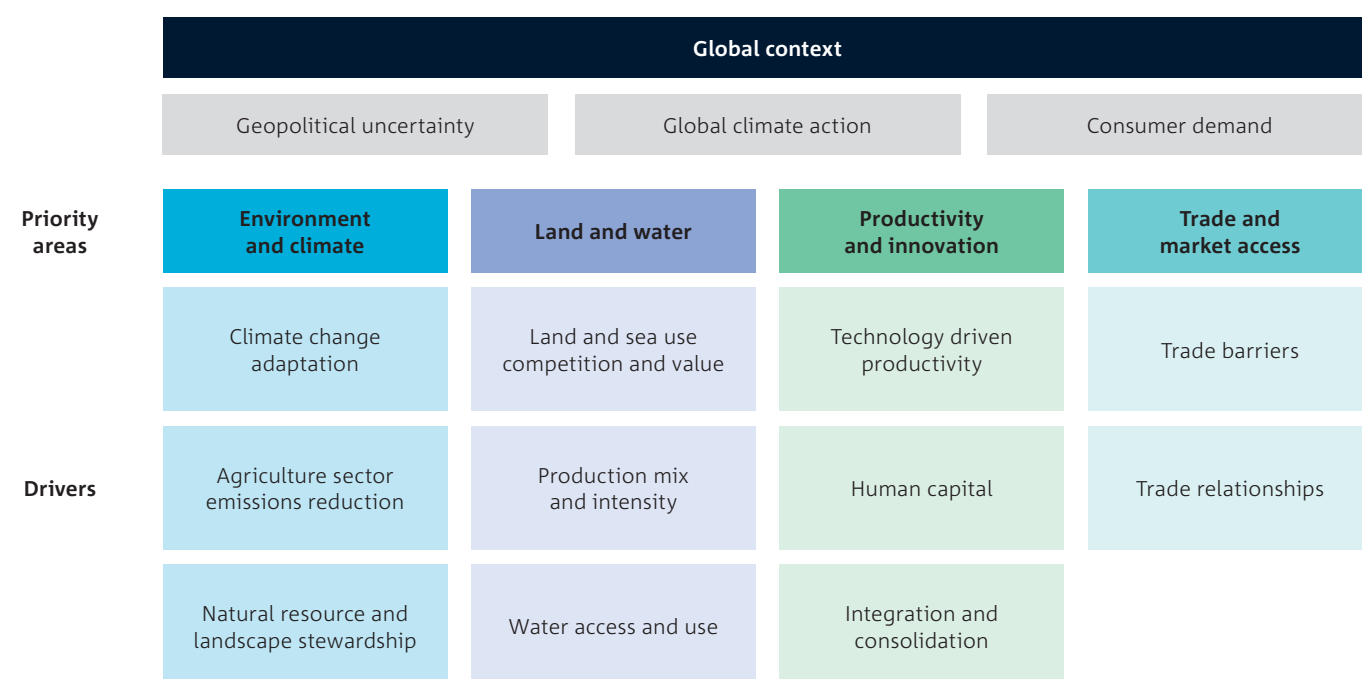 Global context
Geopolitical uncertainty
Global climate action
Consumer demand
Priority
areas
Environment
and climate
Land and water
Productivity
and innovation
Trade and
market access
Climate change
adaptation
Land and sea use
competition and value
Technology driven
productivity
Trade barriers
Drivers
Agriculture sector
emissions reduction
Production mix
and intensity
Human capital
Trade relationships
Natural resource and
landscape stewardship
Water access and use
Integration and
consolidation